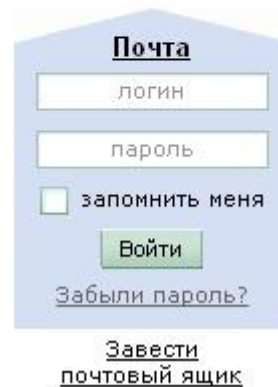 Почта
логин
пароль
запомнить меня
Войти
Забыли пароль?
Завести
почтовый ящик